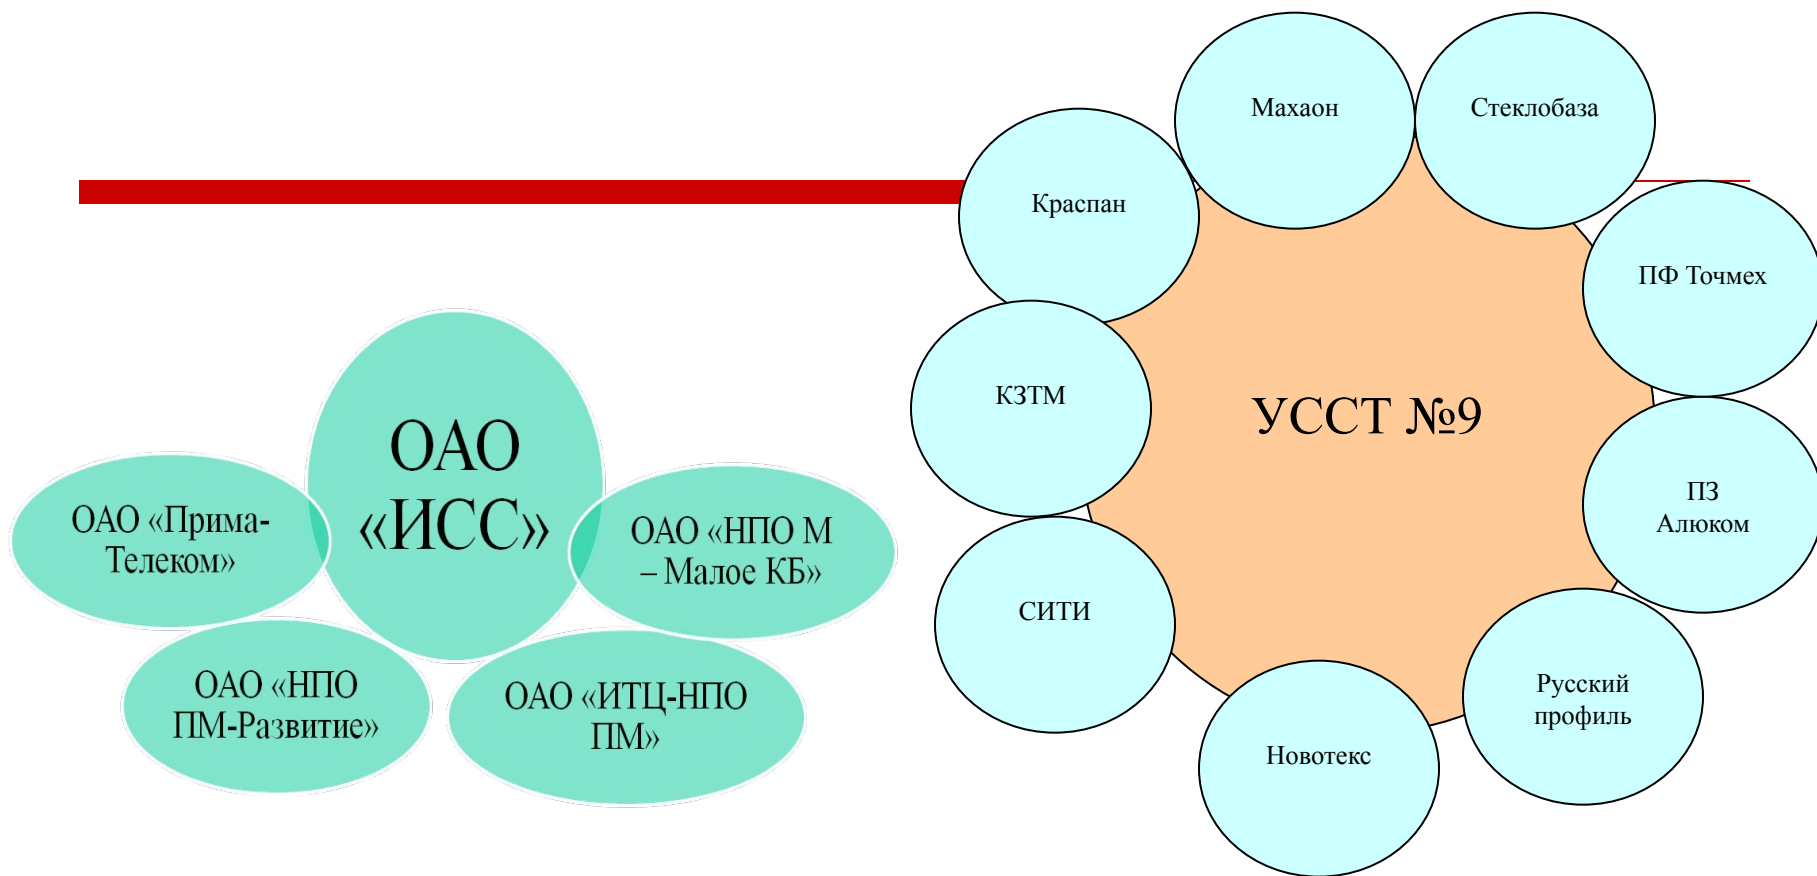 ОАО
«ИСС»
ОАО «Прима-
Телеком»
ОАО «НПО М
– Малое КБ»
ОАО «НПО
ПМ-Развитие»
ОАО «ИТЦ-НПО
ПМ»
Махаон
Стеклобаза
Краспан
ПФ Точмех
КЗТМ
УССТ №9
ПЗ
Алюком
СИТИ
Русский
профиль
Новотекс